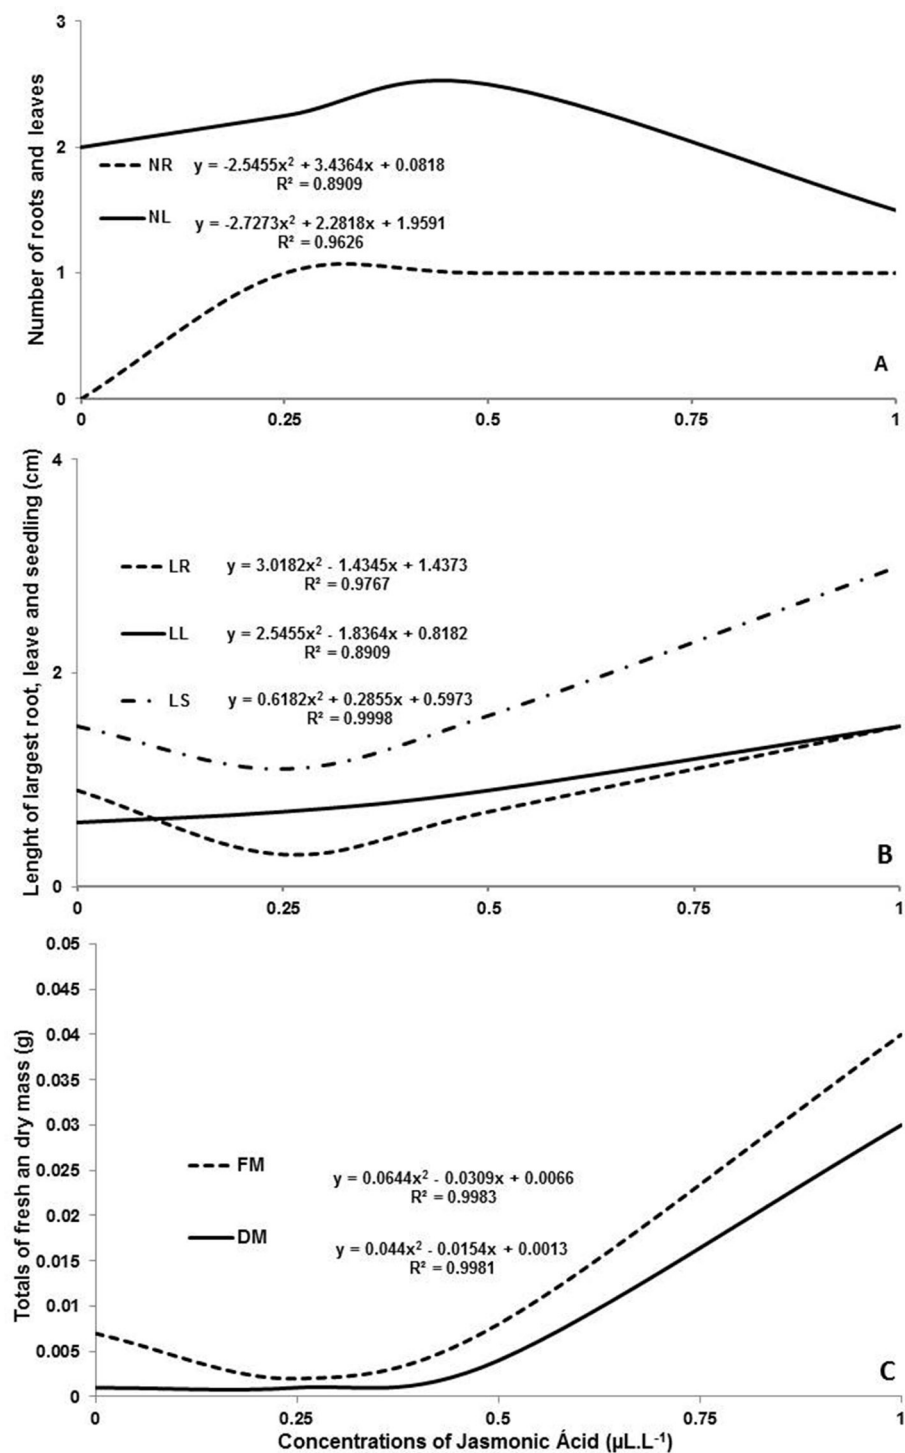 3
2
1
0
Number of roots and leaves
NR y = -2.5455x² + 3.4364x + 0.0818
R² = 0.8909
NL y = -2.7273x² + 2.2818x + 1.9591
R² = 0.9626
A
0 0.25 0.5 0.75 1
4
2
0
Lenght of largest root, leave and seedling (cm)
LR y = 3.0182x² - 1.4345x + 1.4373
R² = 0.9767
LL y = 2.5455x² - 1.8364x + 0.8182
R² = 0.8909
LS y = 0.6182x² + 0.2855x + 0.5973
R² = 0.9998
B
0 0.25 0.5 0.75 1
0.05
0.045
0.04
0.035
0.03
0.025
0.02
0.015
0.01
0.005
0
Totals of fresh an dry mass (g)
FM y = 0.0644x² - 0.0309x + 0.0066
R² = 0.9983
DM y = 0.044x² - 0.0154x + 0.0013
R² = 0.9981
C
0 0.25 0.5 0.75 1
Concentrations of Jasmonic Ácid (µL.L⁻¹)